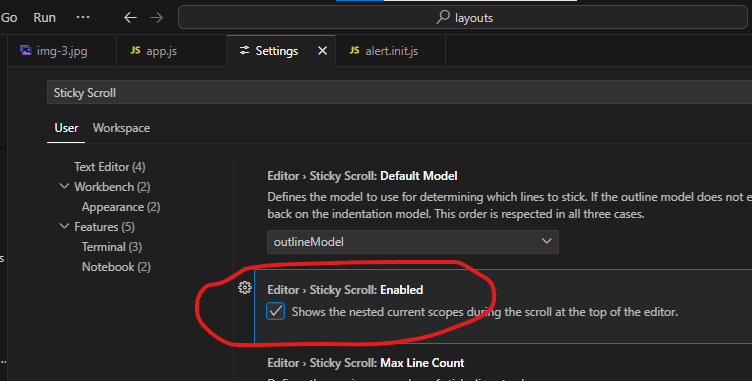 Go Run ... layouts
img-3.jpg JS app.js Settings JS alert.init.js
Sticky Scroll
User Workspace
Text Editor (4)
Workbench (2)
Appearance (2)
Features (5)
Terminal (3)
Notebook (2)
Editor › Sticky Scroll: Default Model
Defines the model to use for determining which lines to stick. If the outline model does not e
back on the indentation model. This order is respected in all three cases.
outlineModel
Editor › Sticky Scroll: Enabled
Shows the nested current scopes during the scroll at the top of the editor.
Editor › Sticky Scroll: Max Line Count